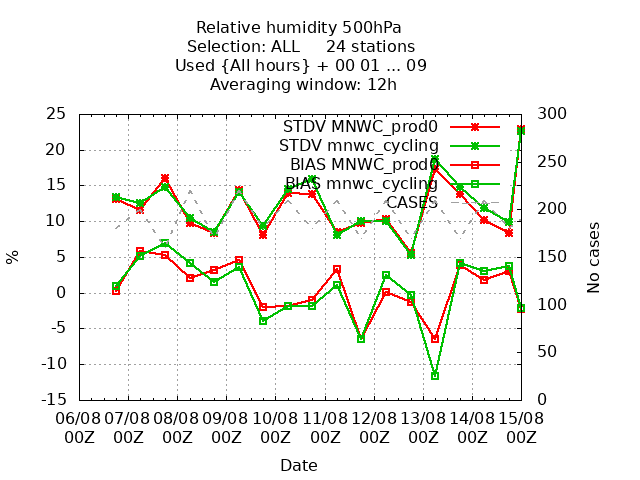 Relative humidity 500hPa
Selection: ALL 24 stations
Used {All hours} + 00 01 ... 09
Averaging window: 12h
25
20
15
10
5
0
-5
-10
-15
%
300
250
200
150
100
50
0
No cases
STDV MNWC_prod0
STDV mnwc_cycling
BIAS MNWC_prod0
BIAS mnwc_cycling
CASES
06/08 07/08 08/08 09/08 10/08 11/08 12/08 13/08 14/08 15/08
00Z 00Z 00Z 00Z 00Z 00Z 00Z 00Z 00Z 00Z
Date